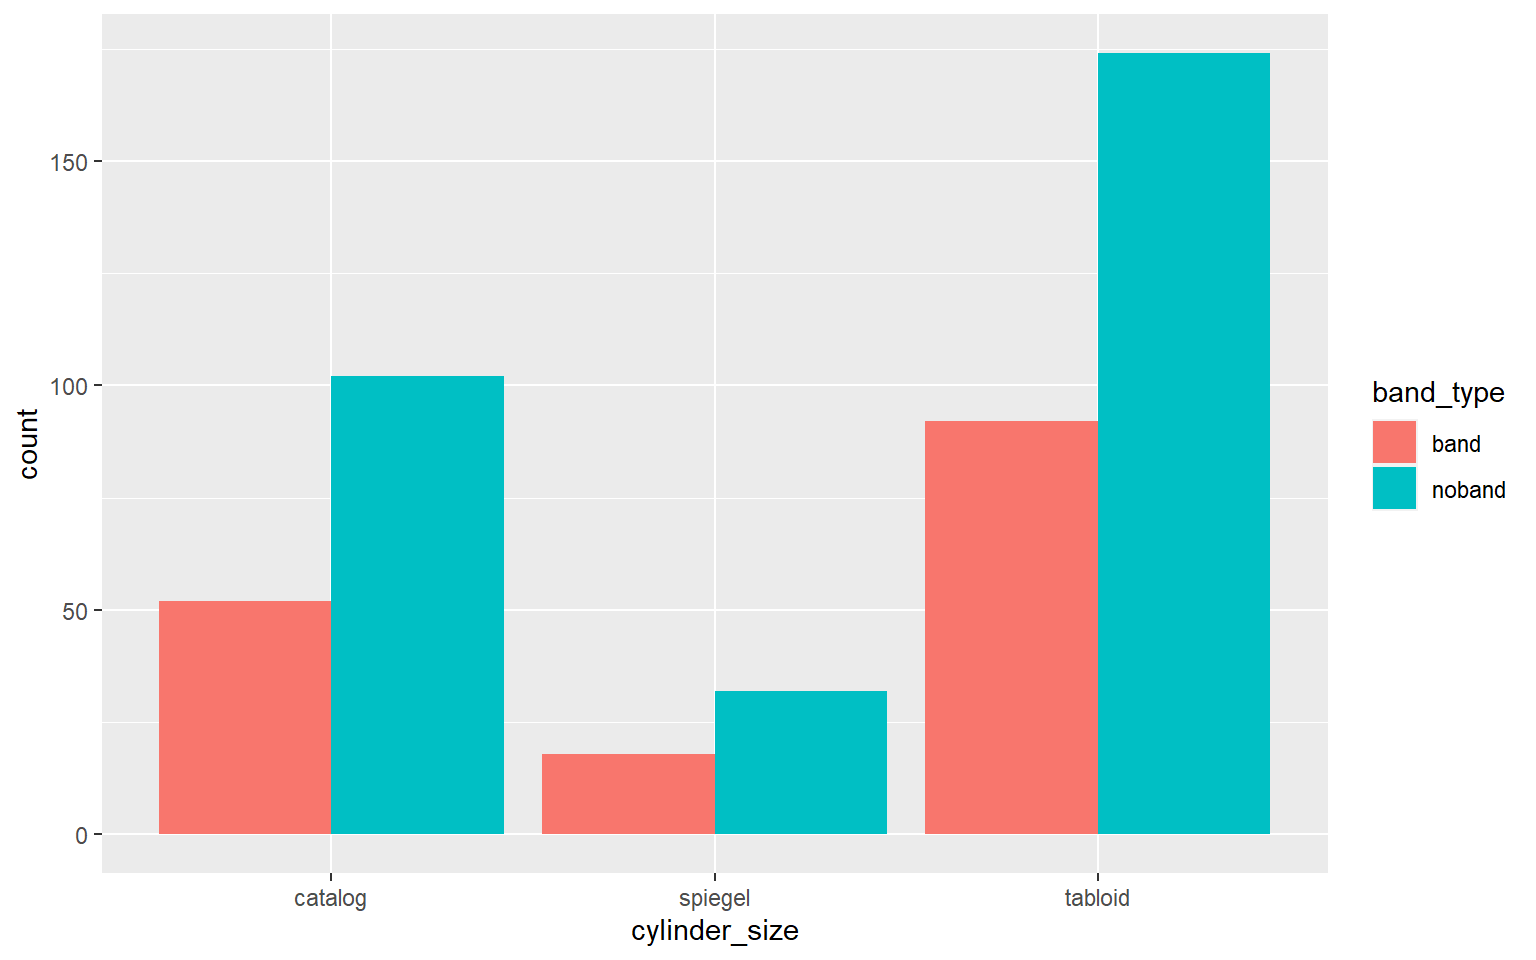 count
150
100
50
0
catalog
spiegel
tabloid
cylinder_size
band_type
band
noband